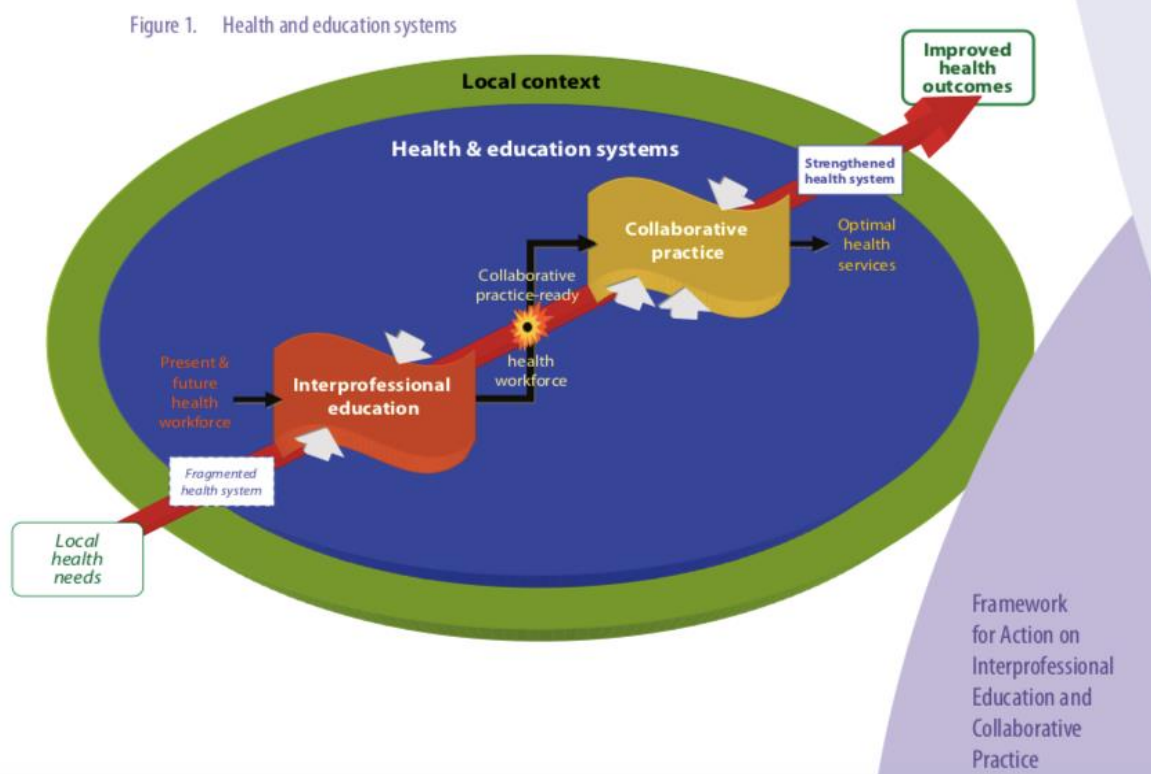 Figure 1. Health and education systems
Improved
health
outcomes
Local context
Health & education systems
Strengthened
health system
Collaborative
practice
Optimal
health
services
Collaborative
practice-ready
health
workforce
Present &
future
health
workforce
Interprofessional
education
Fragmented
health system
Local
health
needs
Framework
for Action on
Interprofessional
Education and
Collaborative
Practice